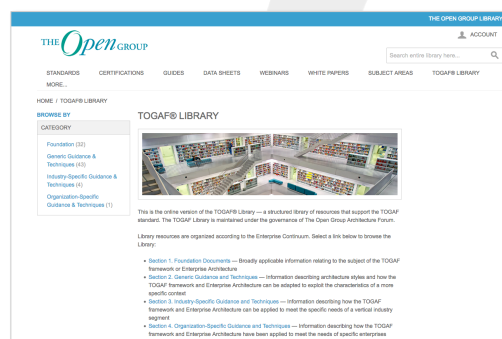 THE OPEN GROUP LIBRARY
THE Open GROUP
ACCOUNT
Search entire library here...
STANDARDS CERTIFICATIONS GUIDES DATA SHEETS WEBINARS WHITE PAPERS SUBJECT AREAS TOGAF® LIBRARY
MORE...
HOME / TOGAF® LIBRARY
BROWSE BY
CATEGORY
Foundation (32)
Generic Guidance &
Techniques (43)
Industry-Specific Guidance &
Techniques (4)
Organization-Specific
Guidance & Techniques (1)
TOGAF® LIBRARY
This is the online version of the TOGAF® Library — a structured library of resources that support the TOGAF
standard. The TOGAF Library is maintained under the governance of The Open Group Architecture Forum.
Library resources are organized according to the Enterprise Continuum. Select a link below to browse the
Library:
• Section 1. Foundation Documents — Broadly applicable information relating to the subject of the TOGAF
framework or Enterprise Architecture
• Section 2. Generic Guidance and Techniques — Information describing architecture styles and how the
TOGAF framework and Enterprise Architecture can be adapted to exploit the characteristics of a more
specific context
• Section 3. Industry-Specific Guidance and Techniques — Information describing how the TOGAF
framework and Enterprise Architecture can be applied to meet the specific needs of a vertical industry
segment
• Section 4. Organization-Specific Guidance and Techniques — Information describing how the TOGAF
framework and Enterprise Architecture have been applied to meet the needs of specific enterprises